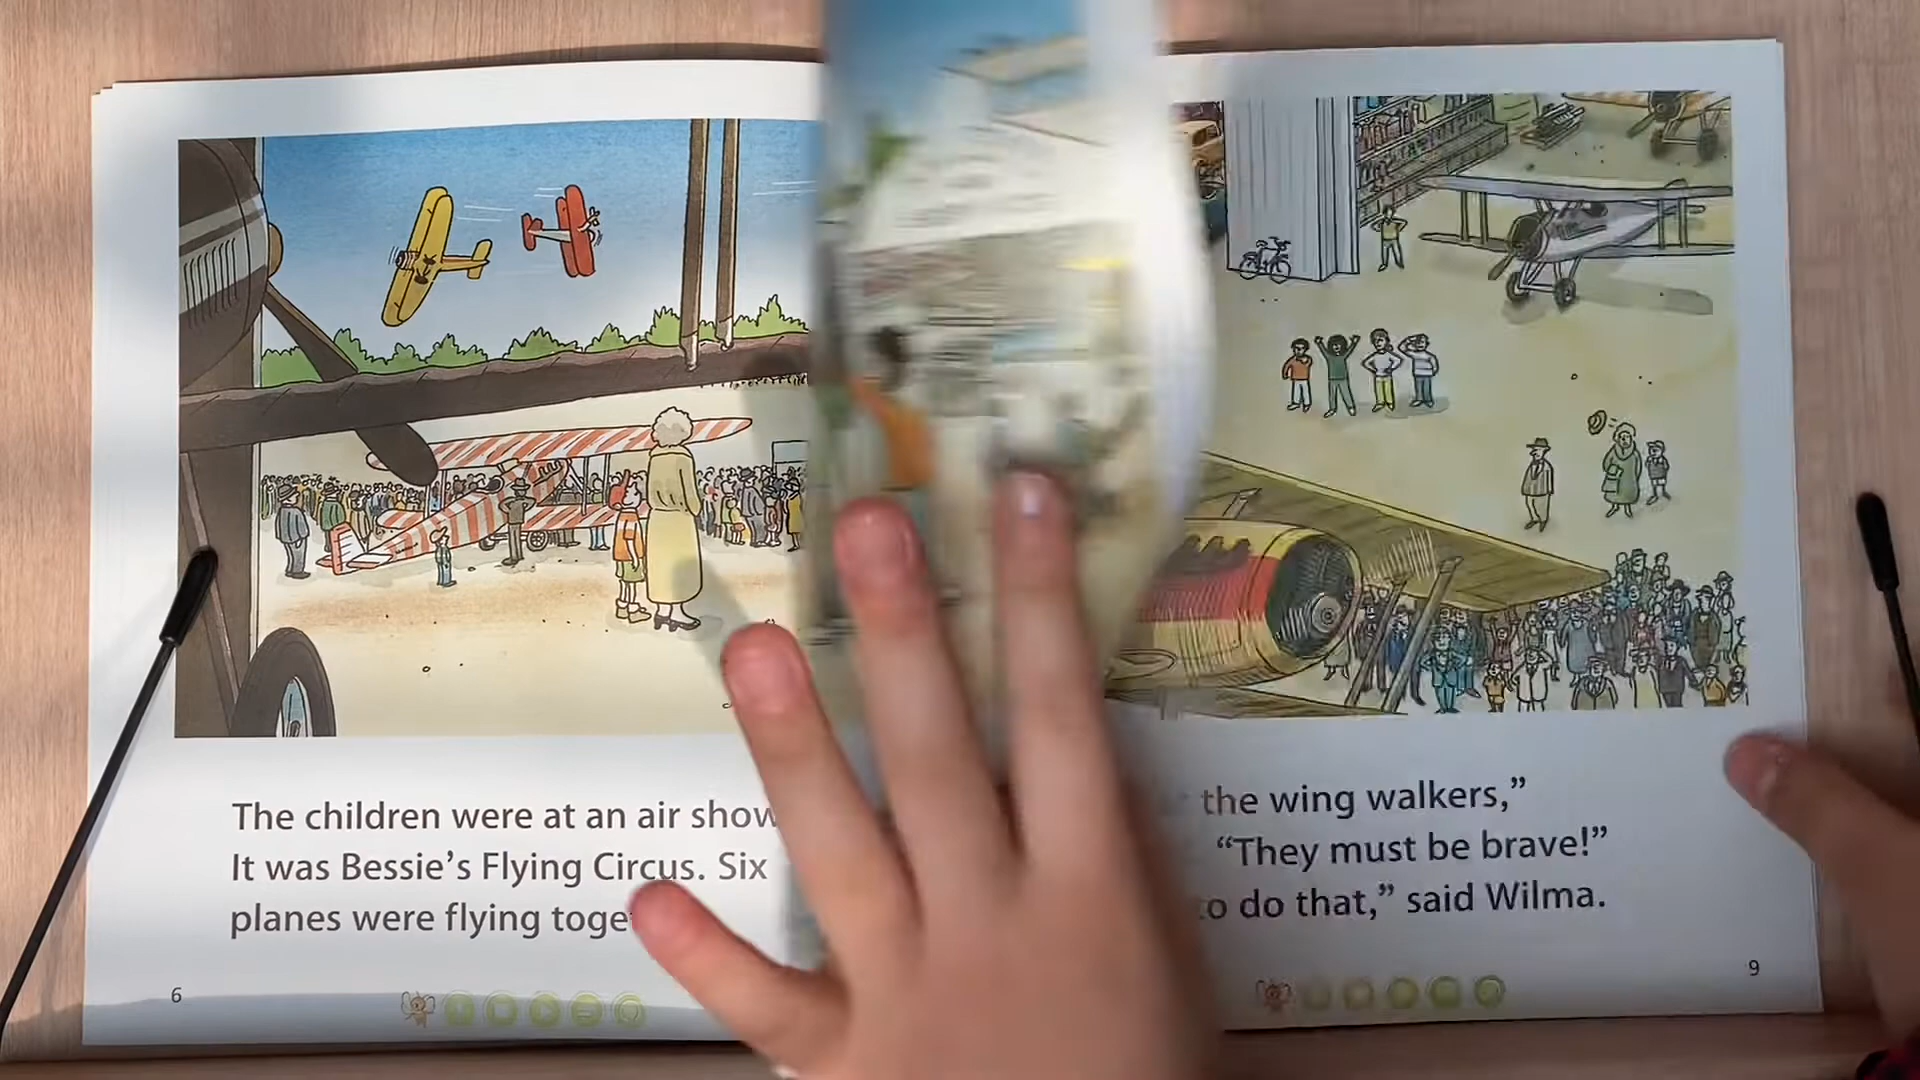 The children were at an air show
It was Bessie's Flying Circus. Six
planes were flying toge
6
the wing walkers,”
“They must be brave!”
to do that,” said Wilma.
9